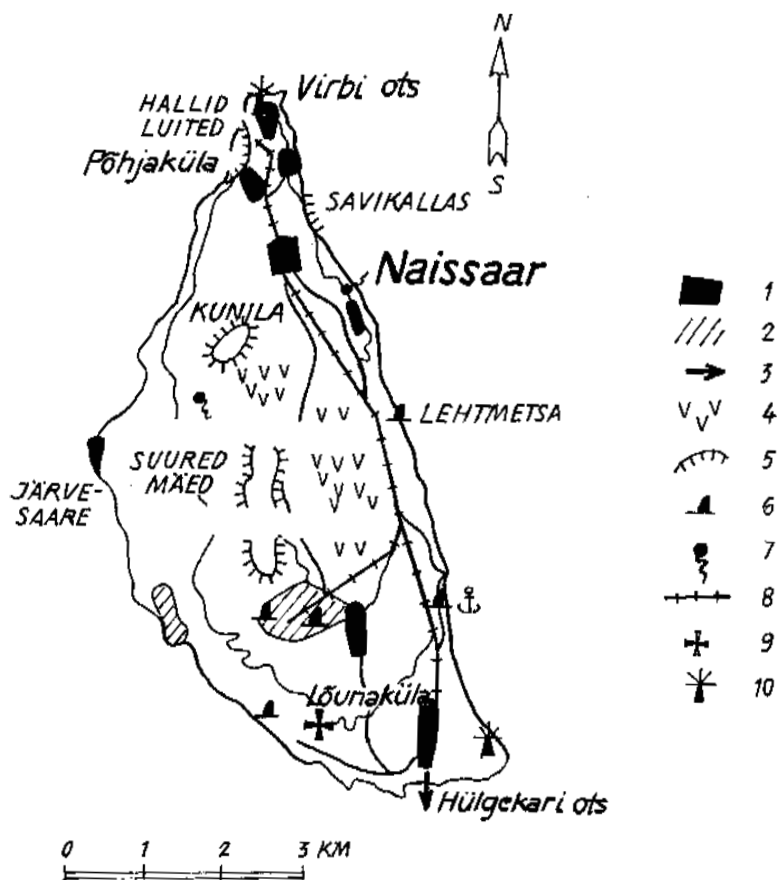 N
Virbi ots
HALLID
LUITED
Põhjaküla
S
SAVIKALLAS
Naissaar
KUNILA
LEHTMETSA
SUURED
MÄED
JÄRVE-
SAARE
Lõunaküla
Hülgekari ots
1
2
3
4
5
6
7
8
9
10
0 1 2 3 KM